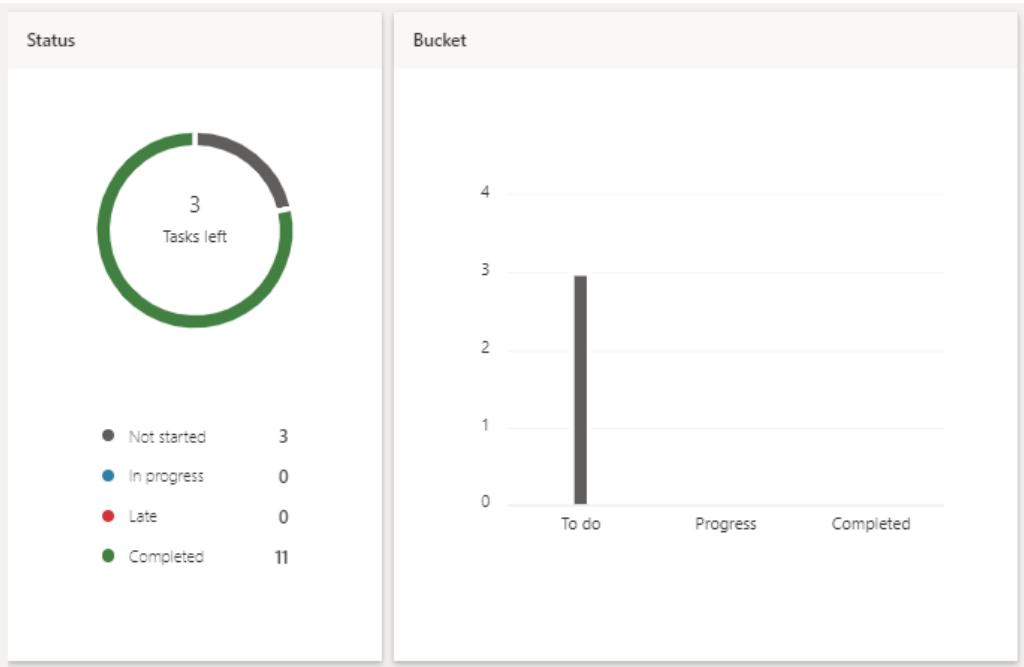 Status
3
Tasks left
Not started 3
In progress 0
Late 0
Completed 11
Bucket
4
3
2
1
0
To do Progress Completed